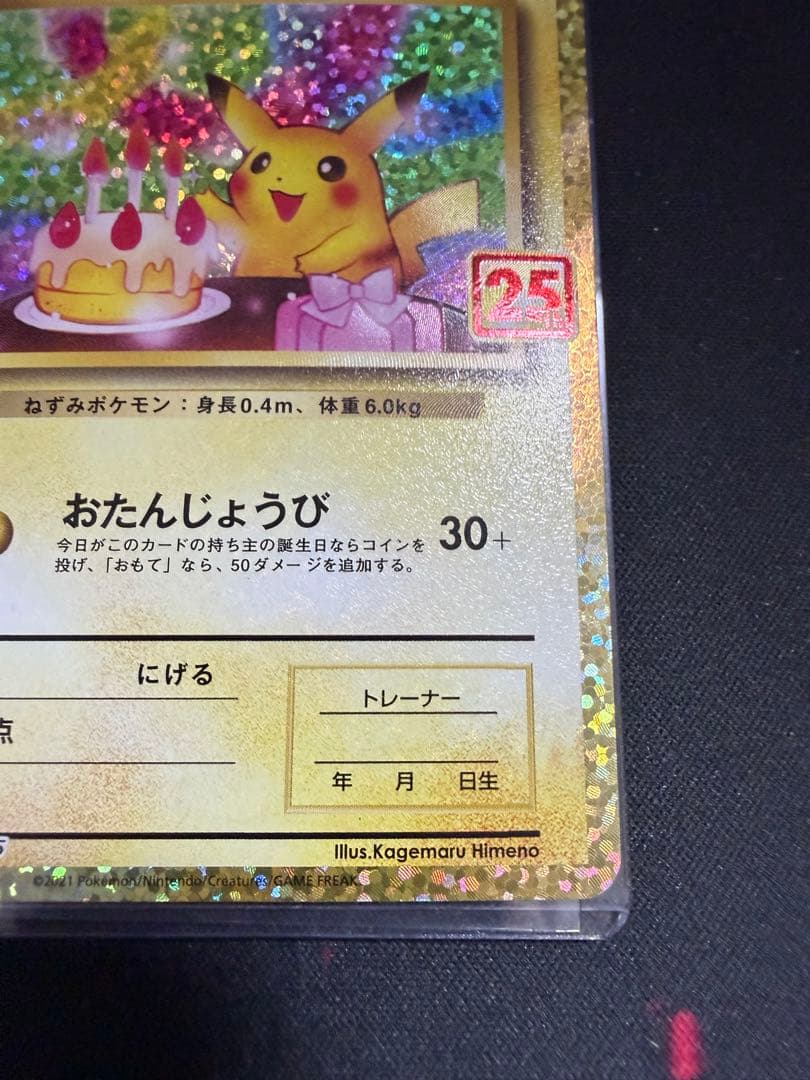 25
ねずみポケモン：身長0.4m、体重6.0kg
おたんじょうび 30+
今日がこのカードの持ち主の誕生日ならコインを
投げ、「おもて」なら、50ダメージを追加する。
にげる
トレーナー
点
年 月 日生
Illus.Kagemaru Himeno
©2021 Pokémon/Nintendo/Creatures/GAME FREAK.